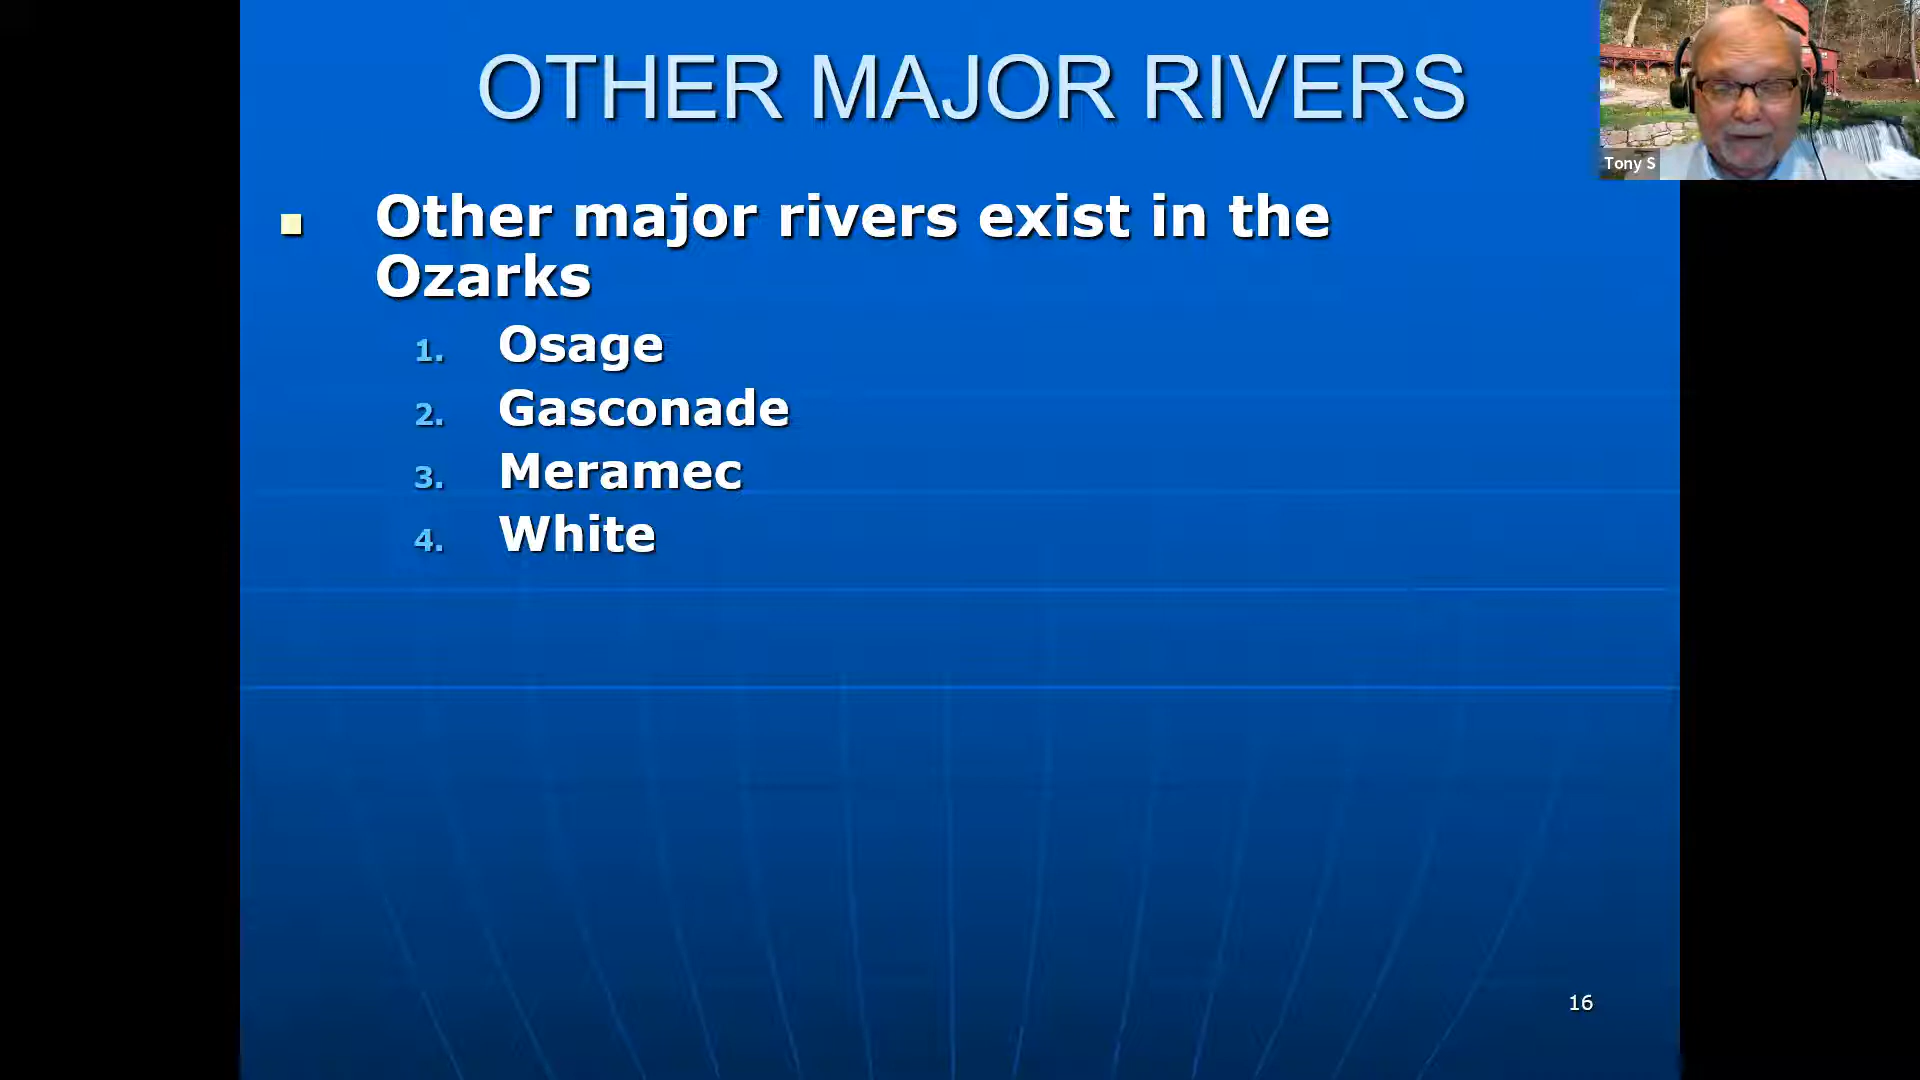 OTHER MAJOR RIVERS
Tony S
■ Other major rivers exist in the
Ozarks
1. Osage
2. Gasconade
3. Meramec
4. White
16